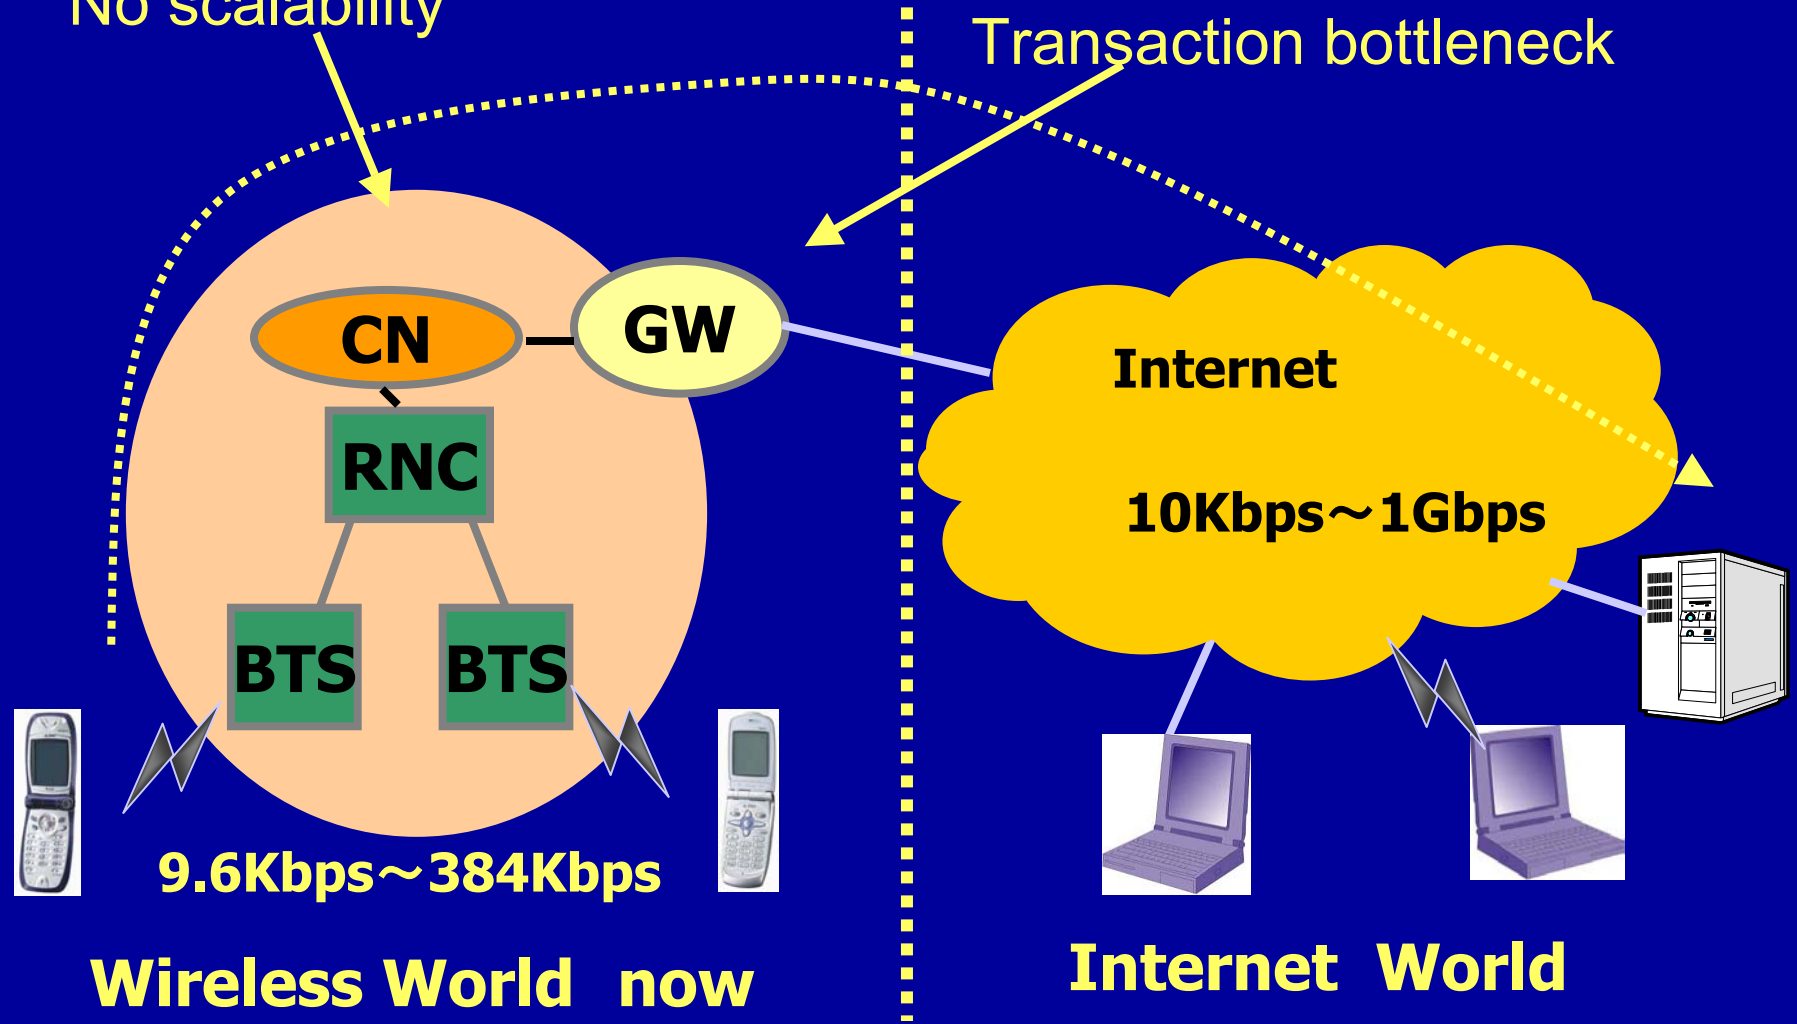 No scalability
Transaction bottleneck
CN
GW
Internet
RNC
10Kbps～1Gbps
BTS
BTS
9.6Kbps～384Kbps
Wireless World now
Internet World